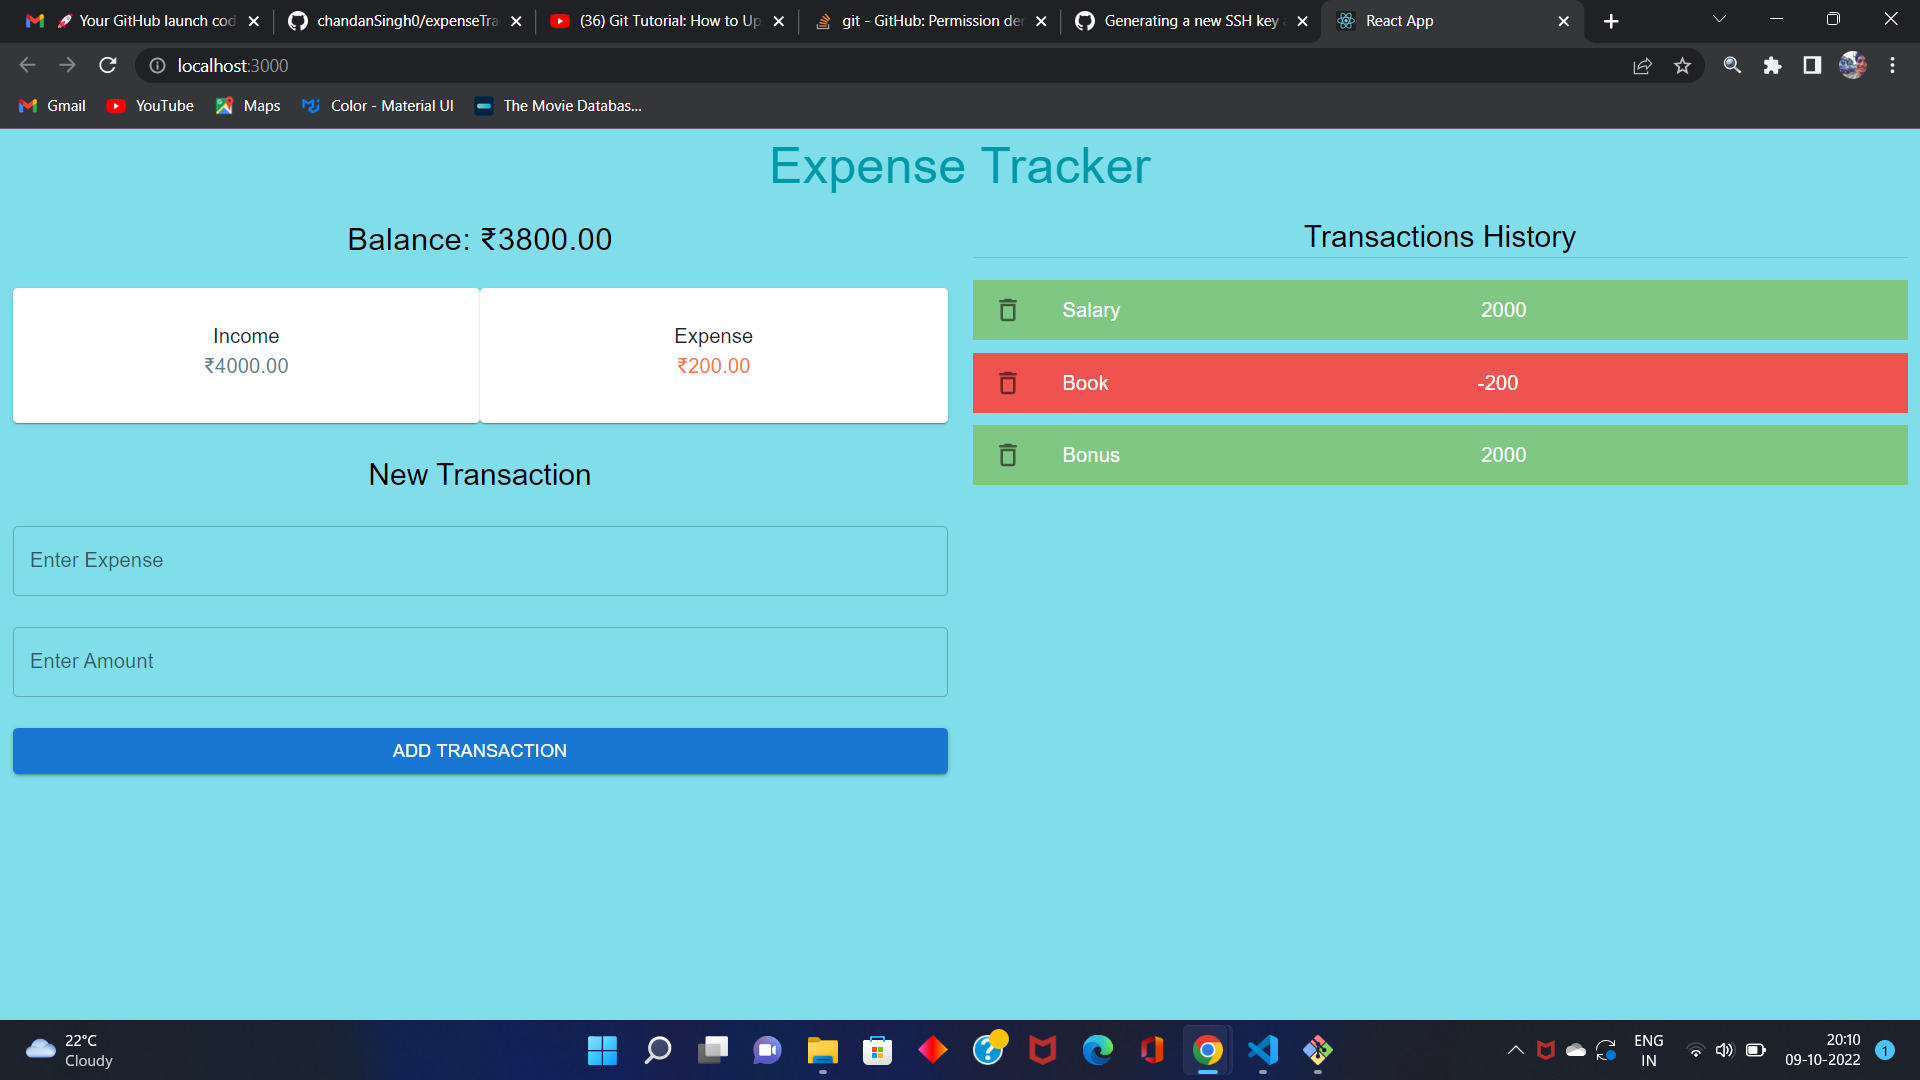 Your GitHub launch cod
chandanSingh0/expenseTra
(36) Git Tutorial: How to Up
git - GitHub: Permission der
Generating a new SSH key a
React App
localhost:3000
Gmail
YouTube
Maps
Color - Material UI
The Movie Databas...
Expense Tracker
Balance: ₹3800.00
Income
₹4000.00
Expense
₹200.00
New Transaction
Enter Expense
Enter Amount
ADD TRANSACTION
Transactions History
Salary 2000
Book -200
Bonus 2000
22°C
Cloudy
ENG
IN
20:10
09-10-2022
1